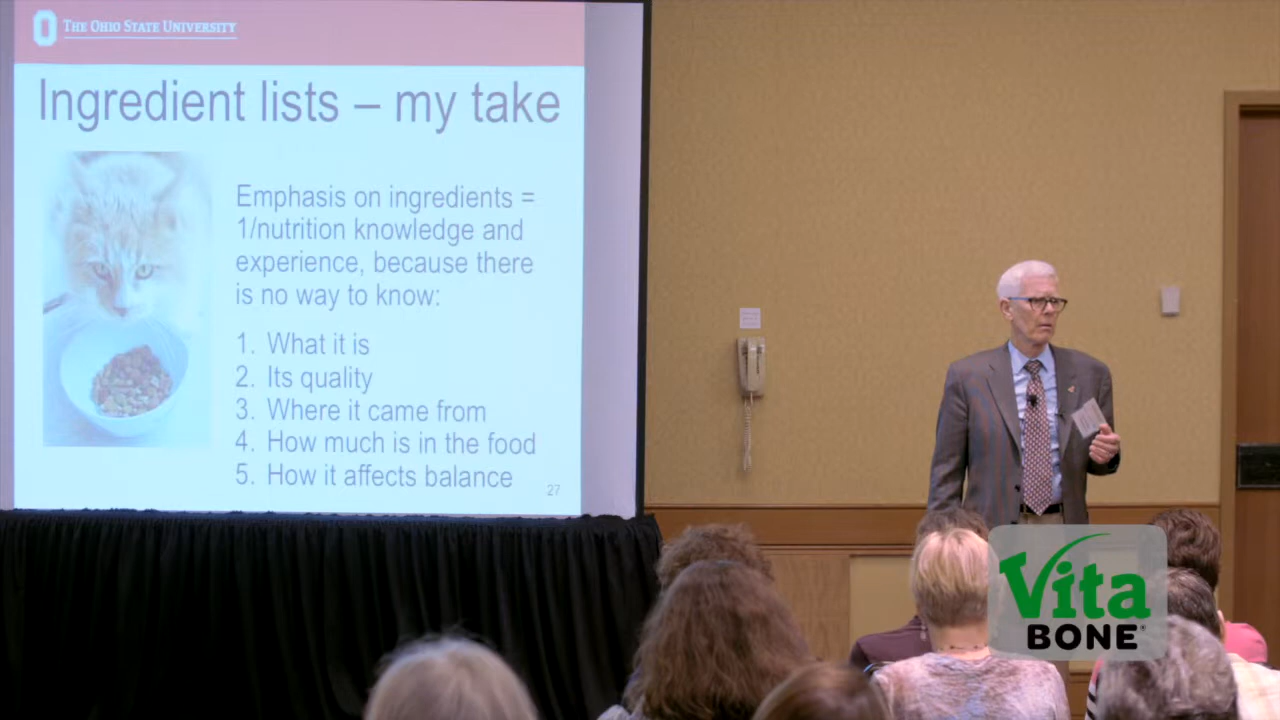 THE OHIO STATE UNIVERSITY
Ingredient lists – my take
Emphasis on ingredients =
1/nutrition knowledge and
experience, because there
is no way to know:
1. What it is
2. Its quality
3. Where it came from
4. How much is in the food
5. How it affects balance
27
Vita
BONE®